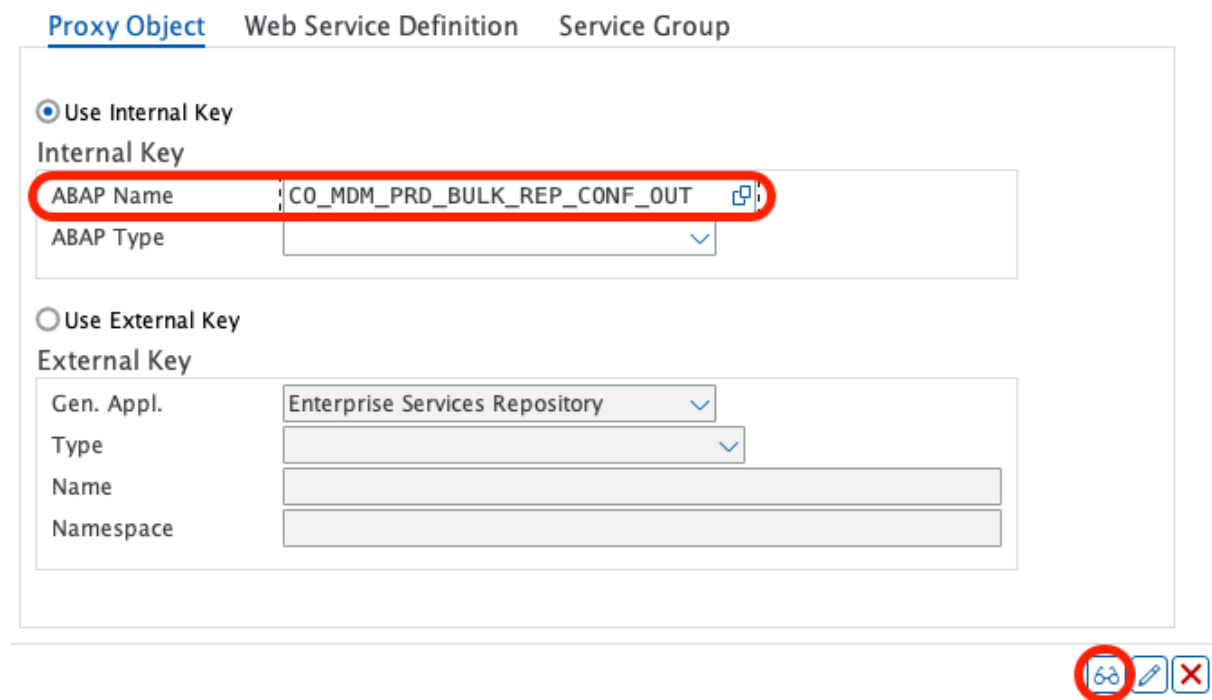 Proxy Object Web Service Definition Service Group
Use Internal Key
Internal Key
ABAP Name CO_MDM_PRD_BULK_REP_CONF_OUT
ABAP Type
Use External Key
External Key
Gen. Appl. Enterprise Services Repository
Type
Name
Namespace